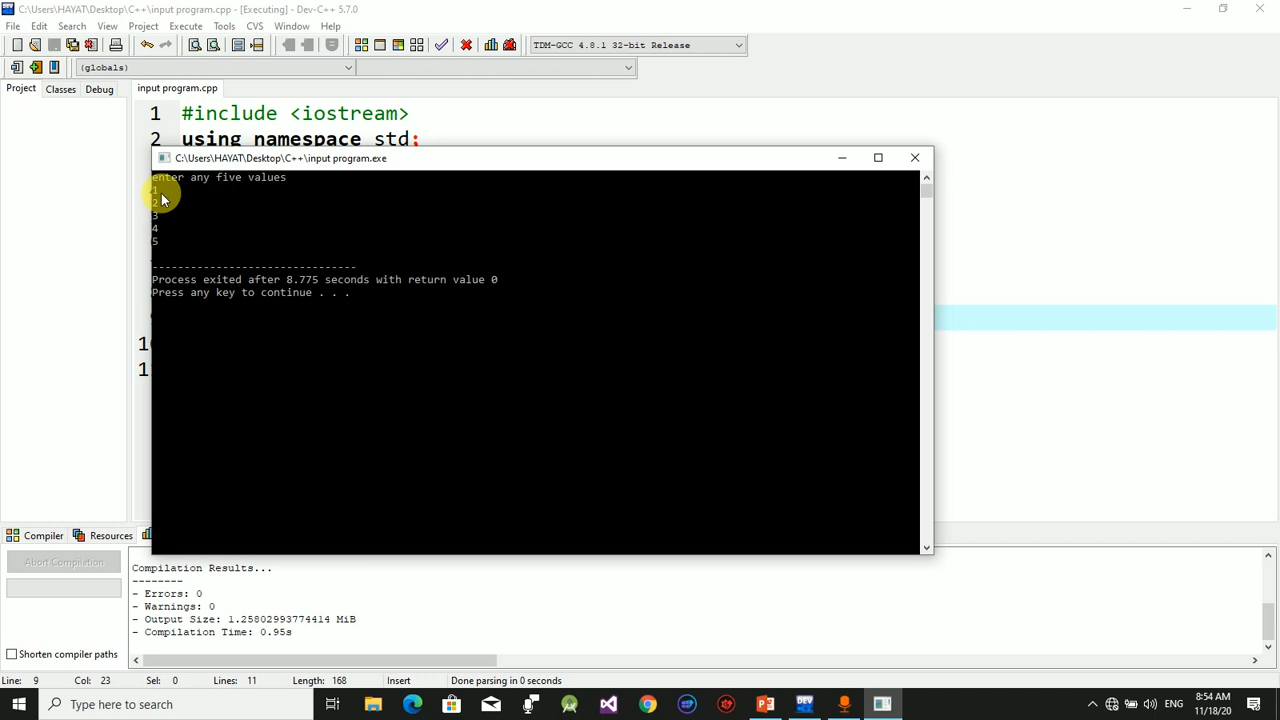 C:\Users\HAYAT\Desktop\C++\input program.cpp - [Executing] - Dev-C++ 5.7.0
File Edit Search View Project Execute Tools CVS Window Help
TDM-GCC 4.8.1 32-bit Release
(globals)
Project Classes Debug
input program.cpp
1 #include <iostream>
2 using namespace std;
C:\Users\HAYAT\Desktop\C++\input program.exe
enter any five values
1
2
3
4
5
--------------------------------
Process exited after 8.775 seconds with return value 0
Press any key to continue . . .
Compiler Resources
Abort Compilation
Compilation Results...
--------
- Errors: 0
- Warnings: 0
- Output Size: 1.25802993774414 MiB
- Compilation Time: 0.95s
Shorten compiler paths
Line: 9 Col: 23 Sel: 0 Lines: 11 Length: 168 Insert Done parsing in 0 seconds
Type here to search
DEV
ENG
8:54 AM
11/18/20